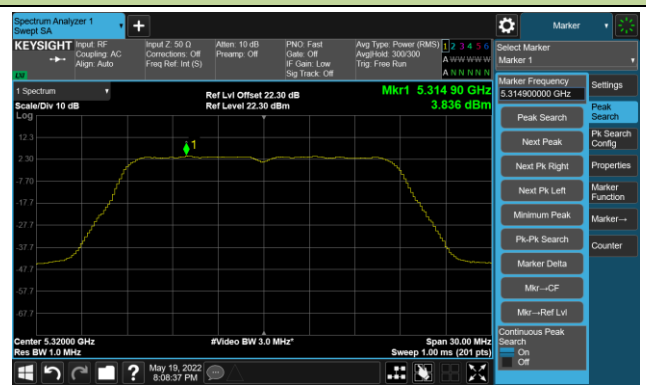 Spectrum Analyzer 1
Swept SA
Marker
KEYSIGHT
Input: RF
Coupling: AC
Align: Auto
Input Z: 50 Ω
Corrections: Off
Freq Ref: Int (S)
Atten: 10 dB
Preamp: Off
PNO: Fast
Gate: Off
IF Gain: Low
Sig Track: Off
Avg Type: Power (RMS)
Avg|Hold: 300/300
Trig: Free Run
1 2 3 4 5 6
A W W W W W
A N N N N N
Select Marker
Marker 1
1 Spectrum
Scale/Div 10 dB
Log
Ref Lvl Offset 22.30 dB
Ref Level 22.30 dBm
Mkr1 5.314 90 GHz
3.836 dBm
1
12.3
2.30
-7.70
-17.7
-27.7
-37.7
-47.7
-57.7
-67.7
Center 5.32000 GHz
Res BW 1.0 MHz
#Video BW 3.0 MHz*
Span 30.00 MHz
Sweep 1.00 ms (201 pts)
Marker Frequency
5.314900000 GHz
Peak Search
Next Peak
Next Pk Right
Next Pk Left
Minimum Peak
Pk-Pk Search
Marker Delta
Mkr→CF
Mkr→Ref Lvl
Continuous Peak Search
On
Off
Settings
Peak Search
Pk Search Config
Properties
Marker Function
Marker→
Counter
May 19, 2022
8:08:37 PM